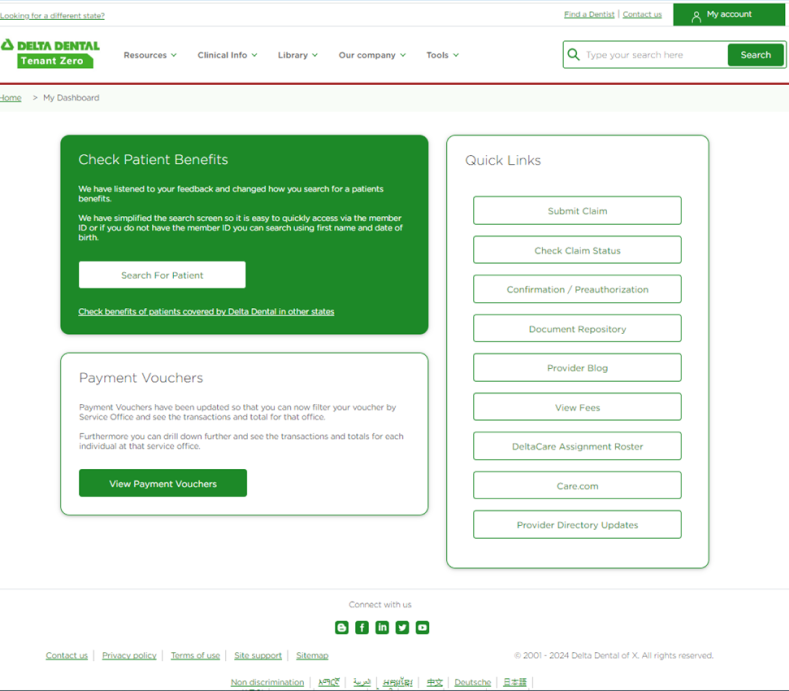 Looking for a different state?
Find a Dentist | Contact us
My account
DELTA DENTAL
Tenant Zero
Resources
Clinical Info
Library
Our company
Tools
Type your search here
Search
Home > My Dashboard
Check Patient Benefits
We have listened to your feedback and changed how you search for a patients
benefits.
We have simplified the search screen so it is easy to quickly access via the member
ID or if you do not have the member ID you can search using first name and date of
birth.
Search For Patient
Check benefits of patients covered by Delta Dental in other states
Payment Vouchers
Payment Vouchers have been updated so that you can now filter your voucher by
Service Office and see the transactions and total for that office.
Furthermore you can drill down further and see the transactions and totals for each
individual at that service office.
View Payment Vouchers
Quick Links
Submit Claim
Check Claim Status
Confirmation / Preauthorization
Document Repository
Provider Blog
View Fees
DeltaCare Assignment Roster
Care.com
Provider Directory Updates
Connect with us
Contact us | Privacy policy | Terms of use | Site support | Sitemap
© 2001 - 2024 Delta Dental of X. All rights reserved.
Non discrimination | አማርኛ | العربية | អក្សរខ្មែរ | 中文 | Deutsche | 日本語 |